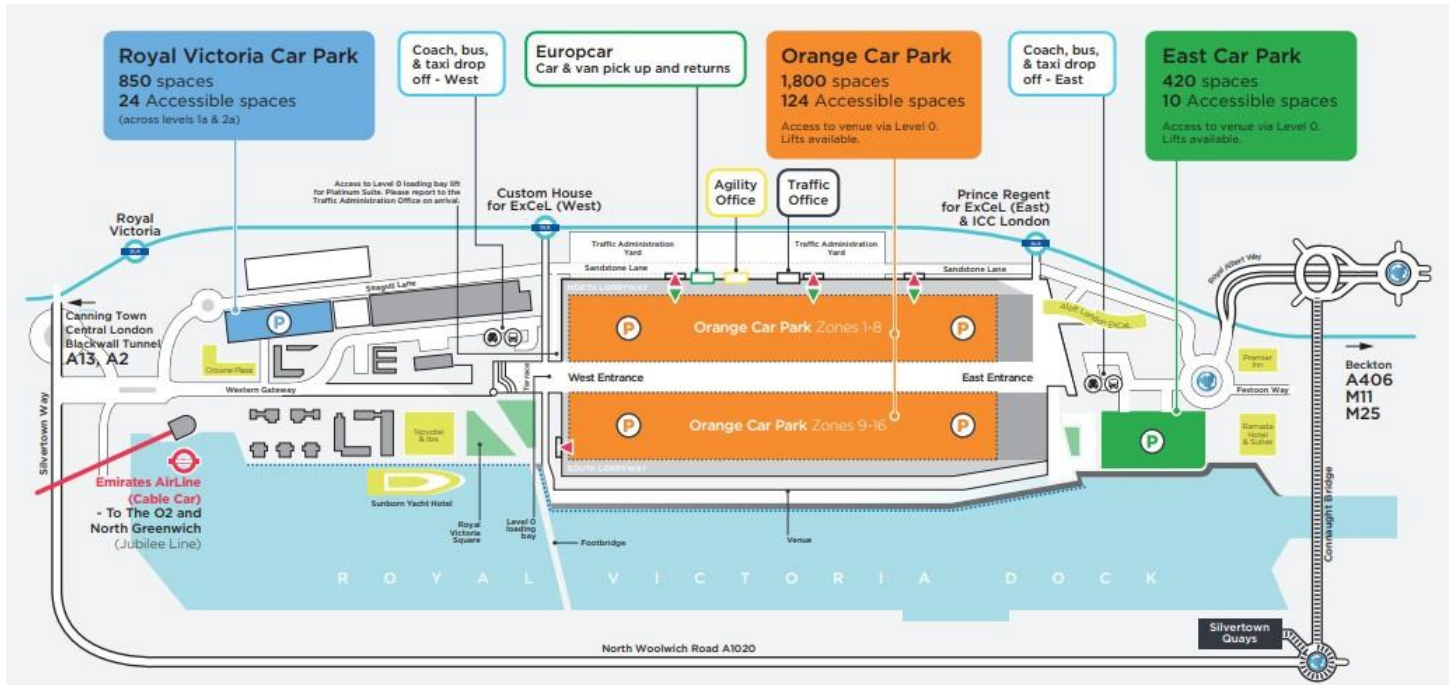 Royal Victoria Car Park
850 spaces
24 Accessible spaces
(across levels 1a & 2a)
Coach, bus,
& taxi drop
off - West
Europcar
Car & van pick up and returns
Orange Car Park
1,800 spaces
124 Accessible spaces
Access to venue via Level 0.
Lifts available.
Coach, bus,
& taxi drop
off - East
East Car Park
420 spaces
10 Accessible spaces
Access to venue via Level 0.
Lifts available.
Access to Level 0 loading bay lift
for Platinum Suite. Please report to the
Traffic Administration Office on arrival.
Custom House
for ExCeL (West)
Agility
Office
Traffic
Office
Prince Regent
for ExCeL (East)
& ICC London
Royal
Victoria
DLR
DLR
DLR
Traffic Administration
Yard
Traffic Administration
Yard
Sandstone Lane
Sandstone Lane
Royal Albert Way
Seagull Lane
NORTH LOBBYWAY
Canning Town
Central London
Blackwall Tunnel
A13, A2
P
P
Orange Car Park Zones 1-8
P
Aloft London ExCeL
Crowne Plaza
Western Gateway
Terrace
West Entrance
East Entrance
Premier
Inn
Festoon Way
Beckton
A406
M11
M25
Silvertown Way
Novotel
& Ibis
P
Orange Car Park Zones 9-16
P
P
Ramada
Hotel
& Suites
SOUTH LOBBYWAY
Emirates AirLine
(Cable Car)
- To The O2 and
North Greenwich
(Jubilee Line)
Sunborn Yacht Hotel
Royal
Victoria
Square
Level 0
loading
bay
Footbridge
Venue
Connaught Bridge
ROYAL VICTORIA DOCK
Silvertown
Quays
North Woolwich Road A1020